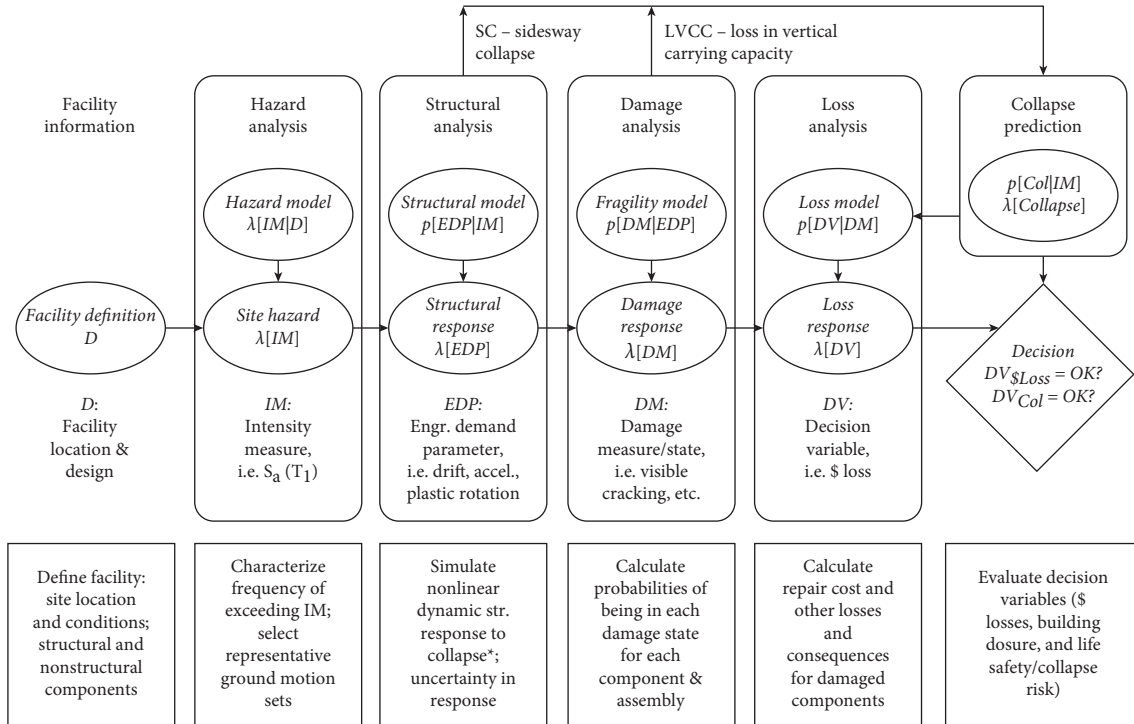 SC – sidesway
collapse
LVCC – loss in vertical
carrying capacity
Facility
information
Hazard
analysis
Structural
analysis
Damage
analysis
Loss
analysis
Collapse
prediction
Hazard model
λ[IM|D]
Structural model
p[EDP|IM]
Fragility model
p[DM|EDP]
Loss model
p[DV|DM]
p[Col|IM]
λ[Collapse]
Facility definition
D
Site hazard
λ[IM]
Structural
response
λ[EDP]
Damage
response
λ[DM]
Loss
response
λ[DV]
Decision
DV$Loss = OK?
DVCol = OK?
D:
Facility
location &
design
IM:
Intensity
measure,
i.e. Sa (T1)
EDP:
Engr. demand
parameter,
i.e. drift, accel.,
plastic rotation
DM:
Damage
measure/state,
i.e. visible
cracking, etc.
DV:
Decision
variable,
i.e. $ loss
Define facility:
site location
and conditions;
structural and
nonstructural
components
Characterize
frequency of
exceeding IM;
select
representative
ground motion
sets
Simulate
nonlinear
dynamic str.
response to
collapse*;
uncertainty in
response
Calculate
probabilities of
being in each
damage state
for each
component &
assembly
Calculate
repair cost and
other losses
and
consequences
for damaged
components
Evaluate decision
variables ($
losses, building
dosure, and life
safety/collapse
risk)